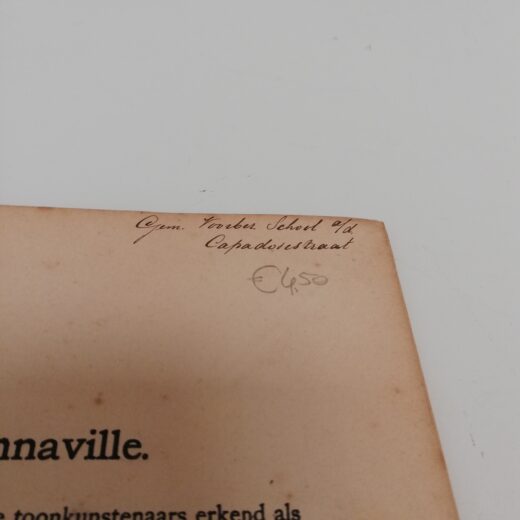 Gem. Voorber School a/d
Capadosestraat
€4,50
nnaville.
e toonkunstenaars erkend als